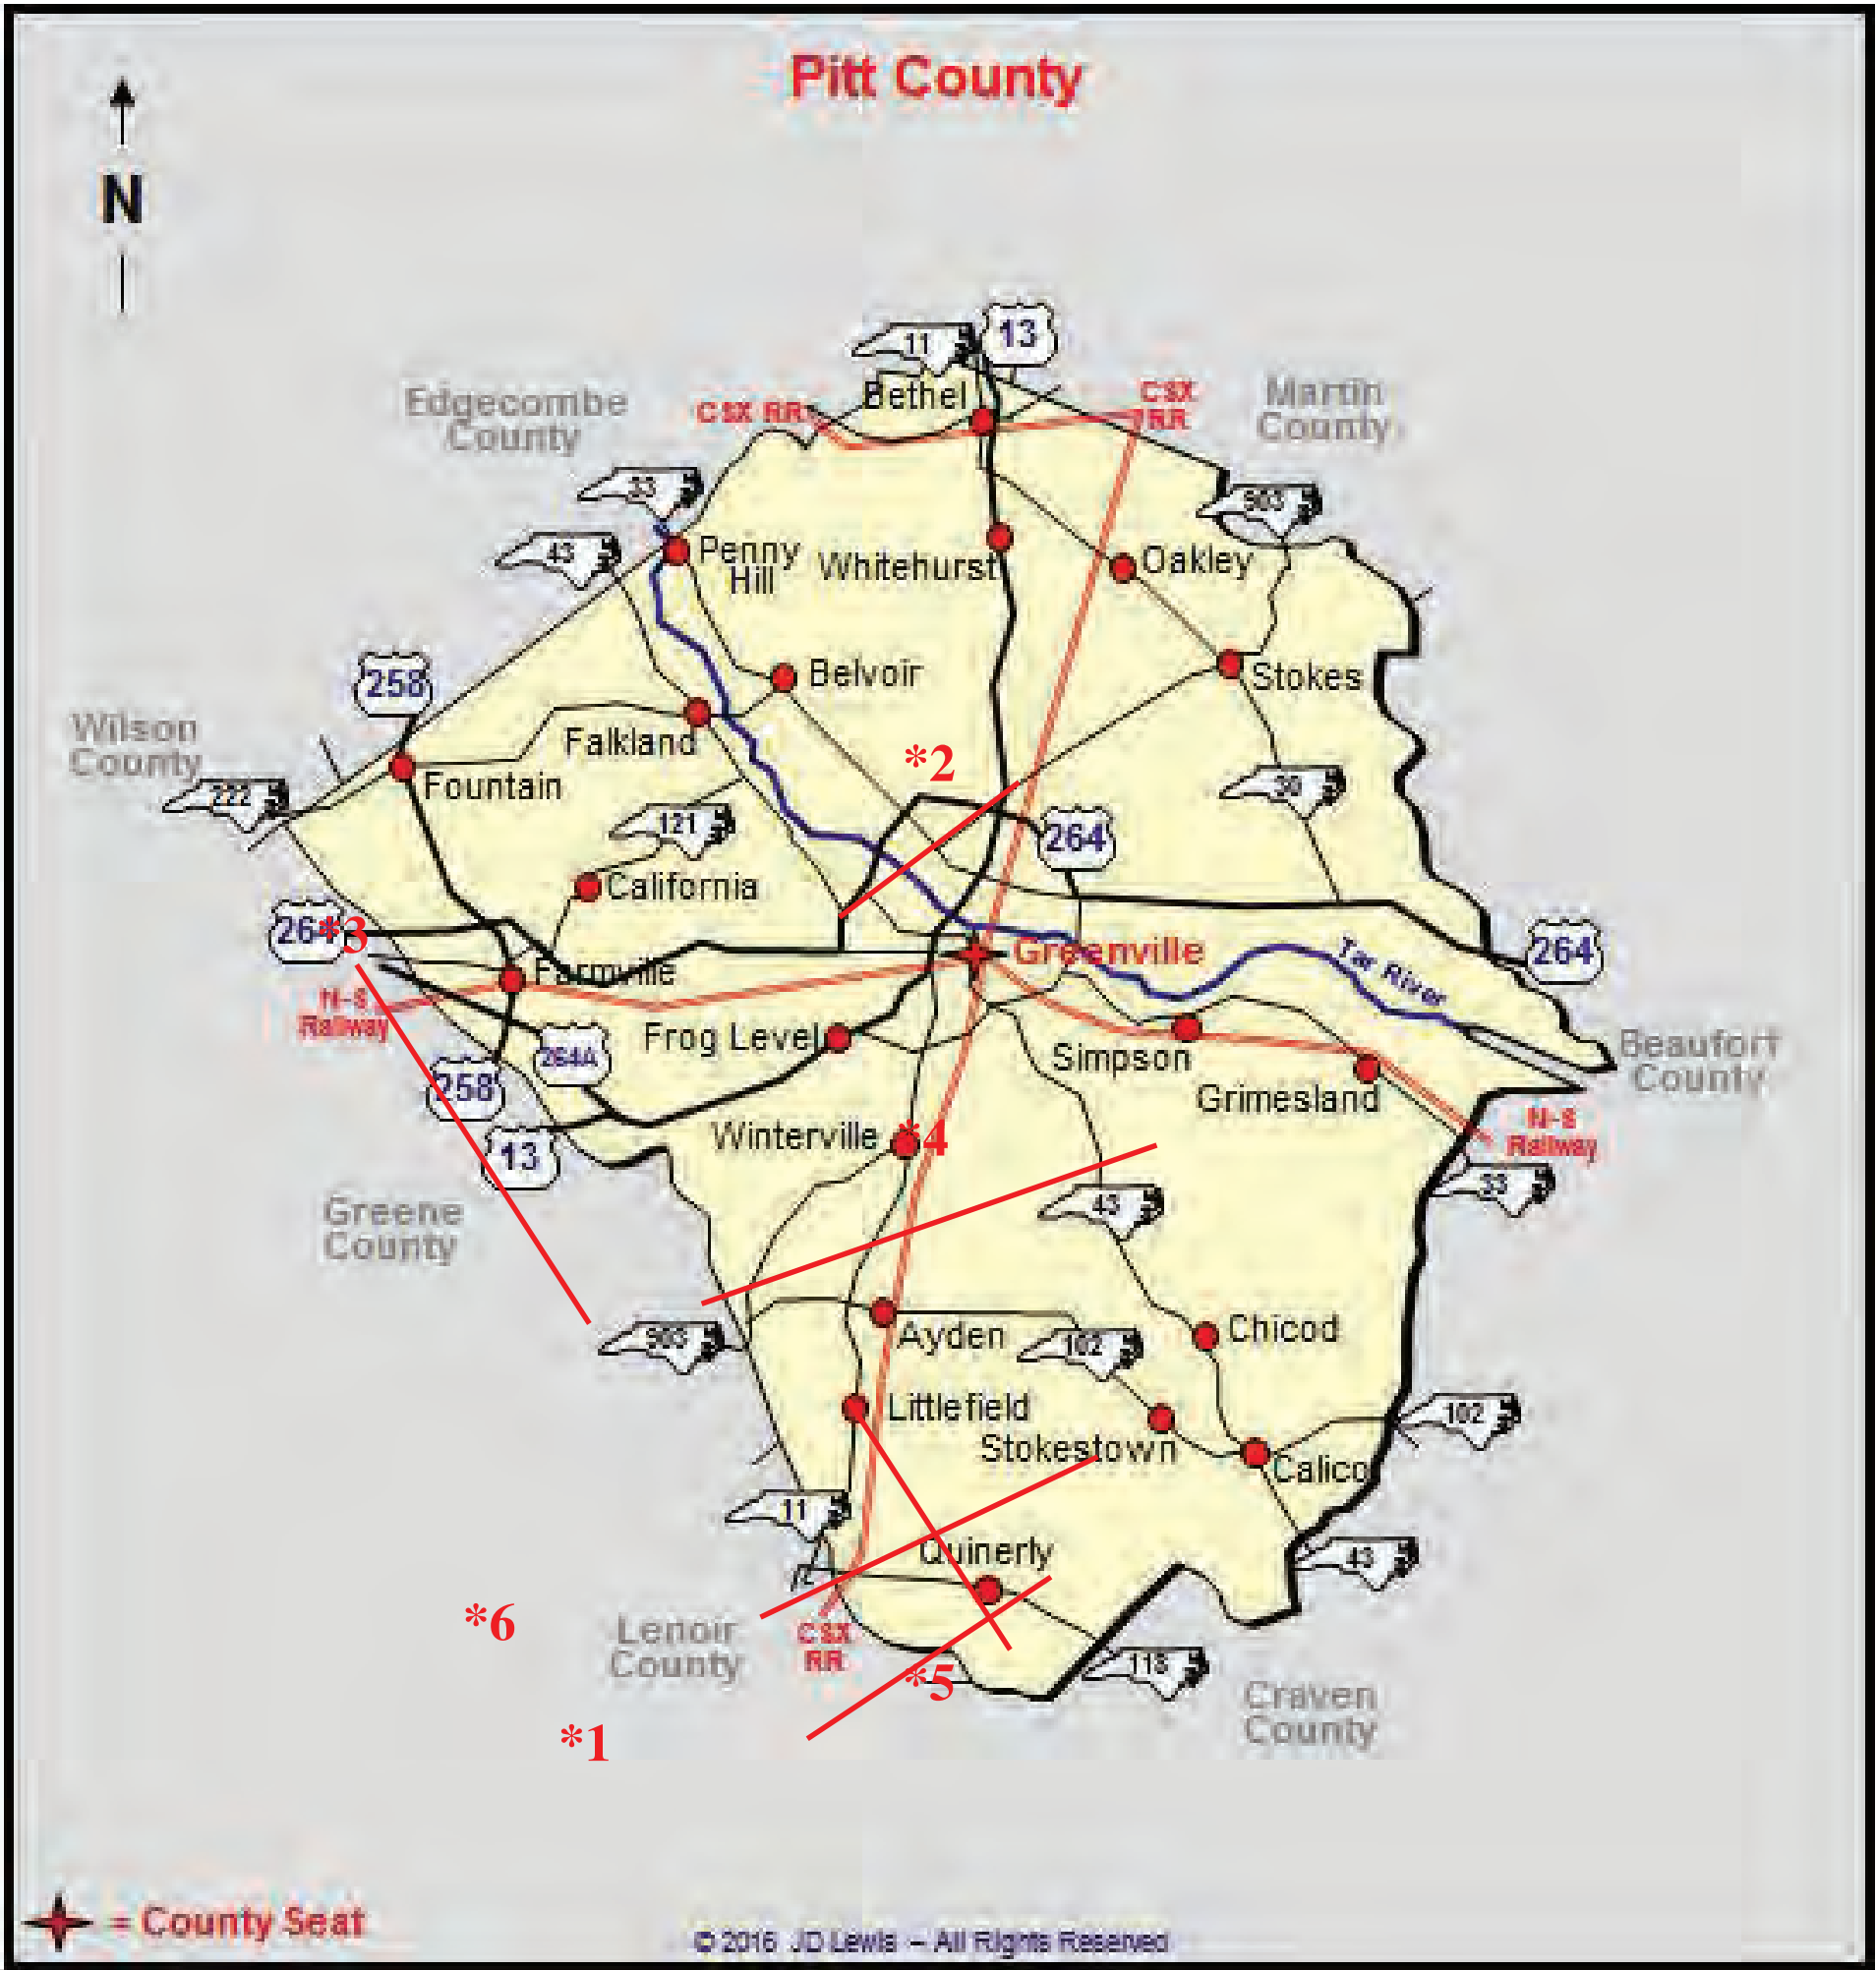 Pitt County
N
11
13
Bethel
CSX RR
CSX
RR
Edgecombe
County
Martin
County
33
903
43
Penny
Hill
Whitehurst
Oakley
258
Belvoir
Stokes
Wilson
County
Falkland
*2
222
Fountain
30
121
264
California
264
*3
Greenville
264
Tar River
Farmville
N-S
Railway
Frog Level
264A
Simpson
Beaufort
County
258
Grimesland
13
Winterville
*4
N-S
Railway
33
43
Greene
County
903
Ayden
102
Chicod
Littlefield
102
Stokestown
Calico
11
Quinerly
43
*6
Lenoir
County
CSX
RR
118
*5
Craven
County
*1
= County Seat
© 2016 JD Lewis – All Rights Reserved